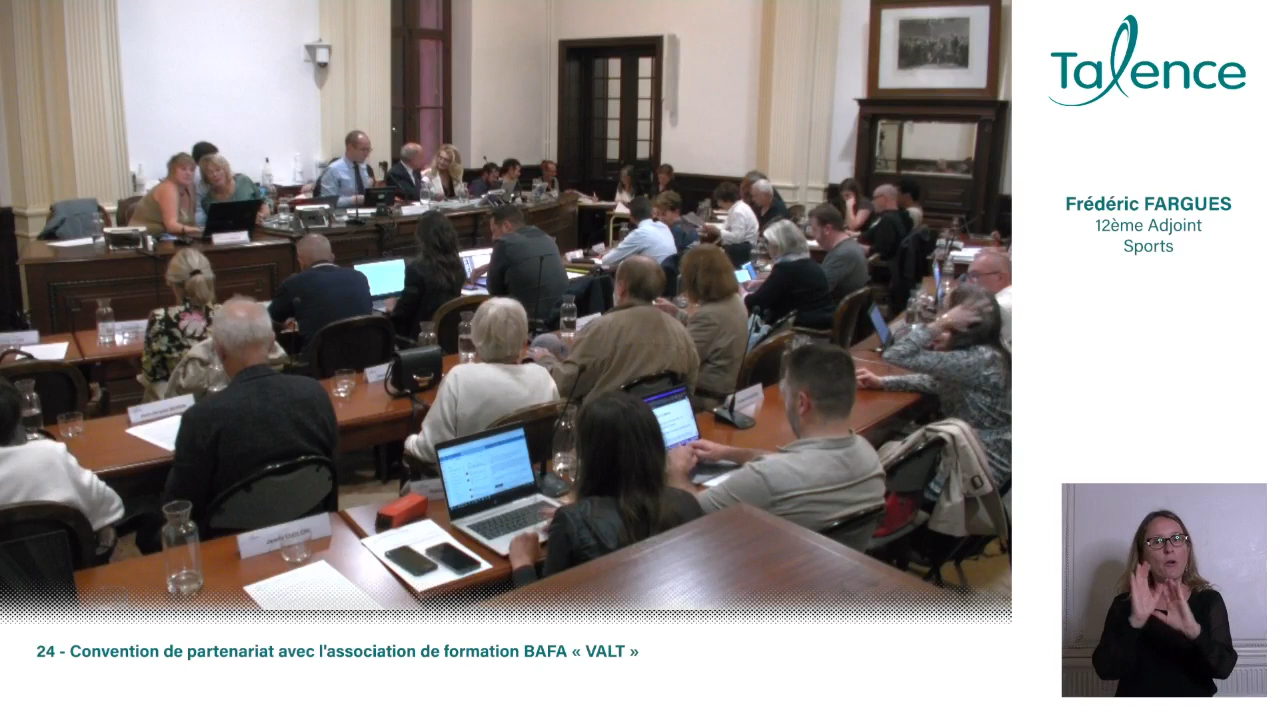 Talence
Frédéric FARGUES
12ème Adjoint
Sports
24 - Convention de partenariat avec l'association de formation BAFA « VALT »